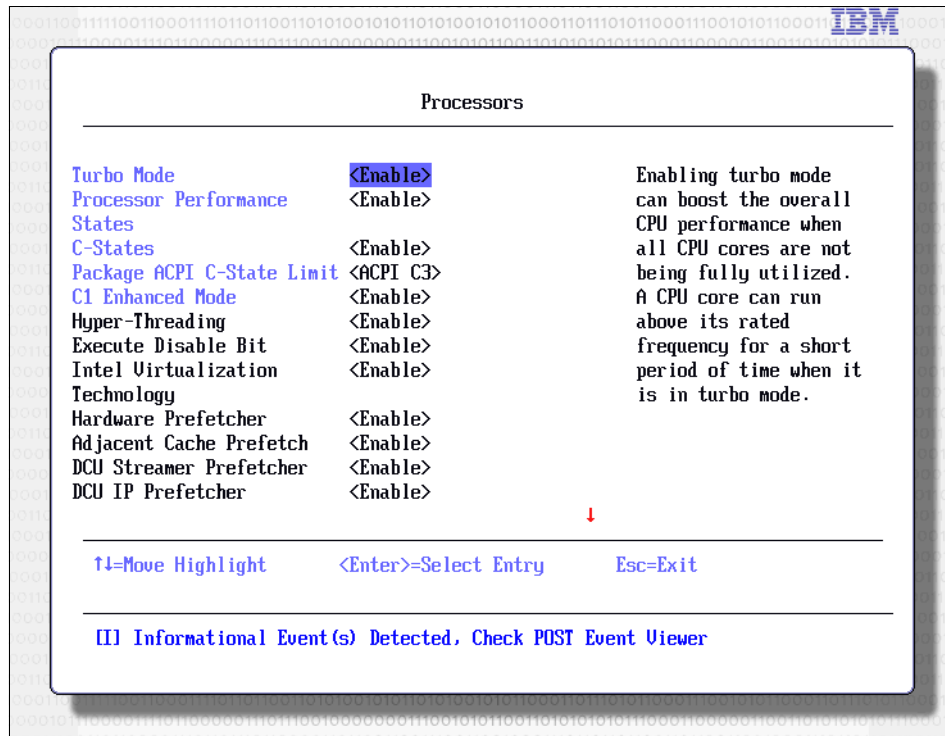 IBM
Processors
Turbo Mode <Enable> Enabling turbo mode
Processor Performance <Enable> can boost the overall
States CPU performance when
C-States <Enable> all CPU cores are not
Package ACPI C-State Limit <ACPI C3> being fully utilized.
C1 Enhanced Mode <Enable> A CPU core can run
Hyper-Threading <Enable> above its rated
Execute Disable Bit <Enable> frequency for a short
Intel Virtualization <Enable> period of time when it
Technology is in turbo mode.
Hardware Prefetcher <Enable>
Adjacent Cache Prefetch <Enable>
DCU Streamer Prefetcher <Enable>
DCU IP Prefetcher <Enable>
↓
↑↓=Move Highlight <Enter>=Select Entry Esc=Exit
[I] Informational Event(s) Detected, Check POST Event Viewer